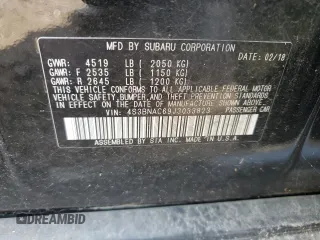 MFD BY SUBARU CORPORATION
GVWR: 4519 LB ( 2050 KG) DATE: 02/18
GAWR: F 2535 LB ( 1150 KG)
GAWR: R 2645 LB ( 1200 KG)
THIS VEHICLE CONFORMS TO ALL APPLICABLE FEDERAL MOTOR
VEHICLE SAFETY, BUMPER, AND THEFT PREVENTION STANDARDS
IN EFFECT ON THE DATE OF MANUFACTURE SHOWN ABOVE.
VIN: PASSENGER CAR
ASSEMBLED BY SIA, INC. MADE IN U.S.A.